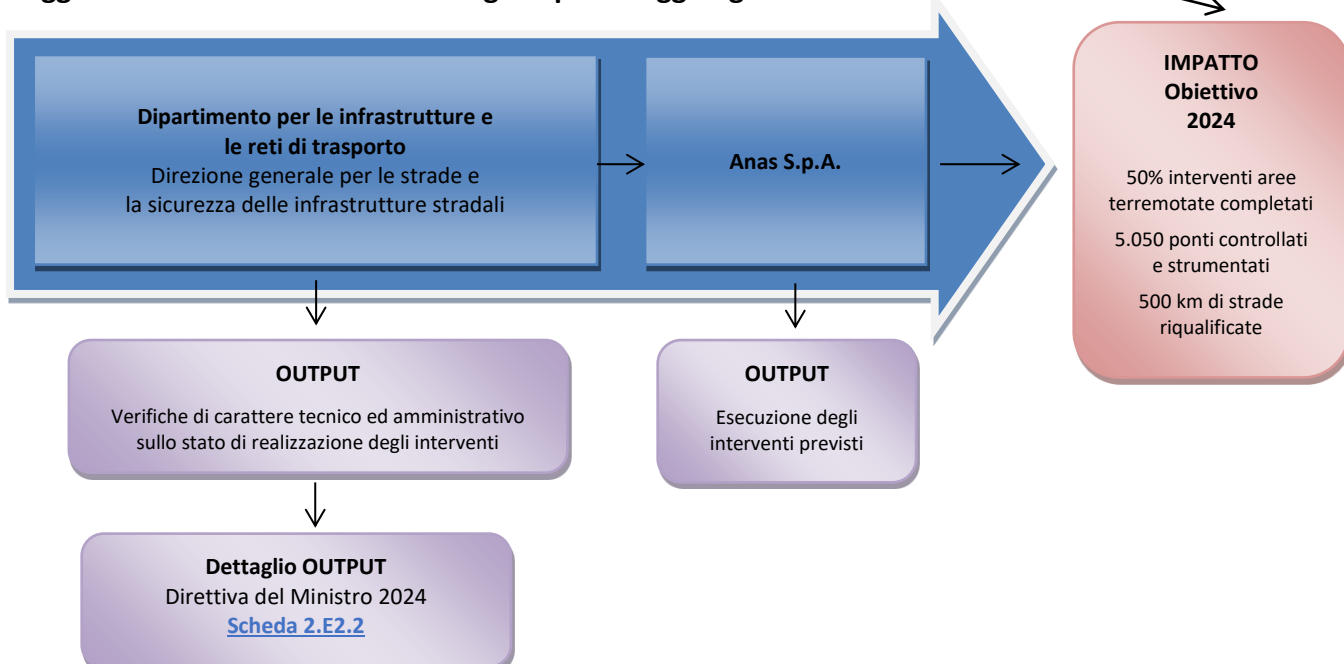 Dipartimento per le infrastrutture e
le reti di trasporto
Direzione generale per le strade e
la sicurezza delle infrastrutture stradali
Anas S.p.A.
IMPATTO
Obiettivo
2024
50% interventi aree
terremotate completati
5.050 ponti controllati
e strumentati
500 km di strade
riqualificate
OUTPUT
Verifiche di carattere tecnico ed amministrativo
sullo stato di realizzazione degli interventi
OUTPUT
Esecuzione degli
interventi previsti
Dettaglio OUTPUT
Direttiva del Ministro 2024
Scheda 2.E2.2